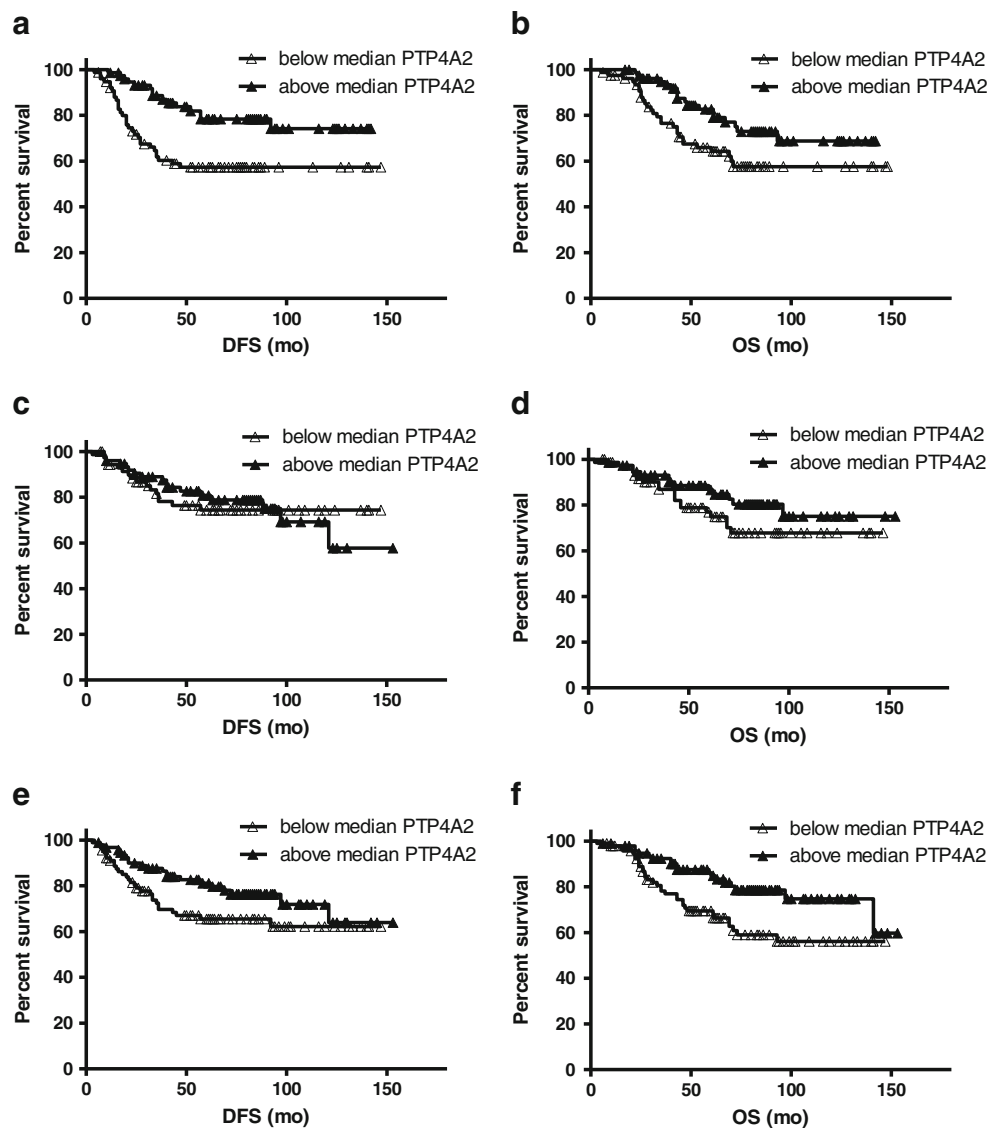 a
below median PTP4A2
above median PTP4A2
100
80
60
40
20
0
Percent survival
0 50 100 150
DFS (mo)
b
below median PTP4A2
above median PTP4A2
100
80
60
40
20
0
Percent survival
0 50 100 150
OS (mo)
c
below median PTP4A2
above median PTP4A2
100
80
60
40
20
0
Percent survival
0 50 100 150
DFS (mo)
d
below median PTP4A2
above median PTP4A2
100
80
60
40
20
0
Percent survival
0 50 100 150
OS (mo)
e
below median PTP4A2
above median PTP4A2
100
80
60
40
20
0
Percent survival
0 50 100 150
DFS (mo)
f
below median PTP4A2
above median PTP4A2
100
80
60
40
20
0
Percent survival
0 50 100 150
OS (mo)